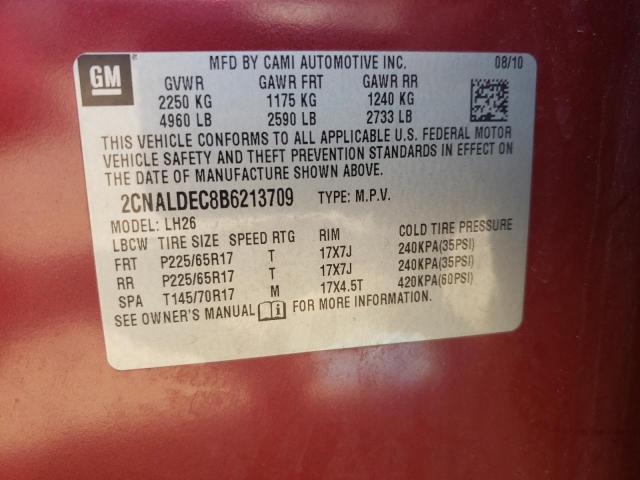 GM
MFD BY CAMI AUTOMOTIVE INC. 08/10
GVWR GAWR FRT GAWR RR
2250 KG 1175 KG 1240 KG
4960 LB 2590 LB 2733 LB
THIS VEHICLE CONFORMS TO ALL APPLICABLE U.S. FEDERAL MOTOR
VEHICLE SAFETY AND THEFT PREVENTION STANDARDS IN EFFECT ON
THE DATE OF MANUFACTURE SHOWN ABOVE.
2CNALDEC8B6213709 TYPE: M.P.V.
MODEL: LH26
LBCW TIRE SIZE SPEED RTG RIM COLD TIRE PRESSURE
FRT P225/65R17 T 17X7J 240KPA(35PSI)
RR P225/65R17 T 17X7J 240KPA(35PSI)
SPA T145/70R17 M 17X4.5T 420KPA(60PSI)
SEE OWNER'S MANUAL FOR MORE INFORMATION.